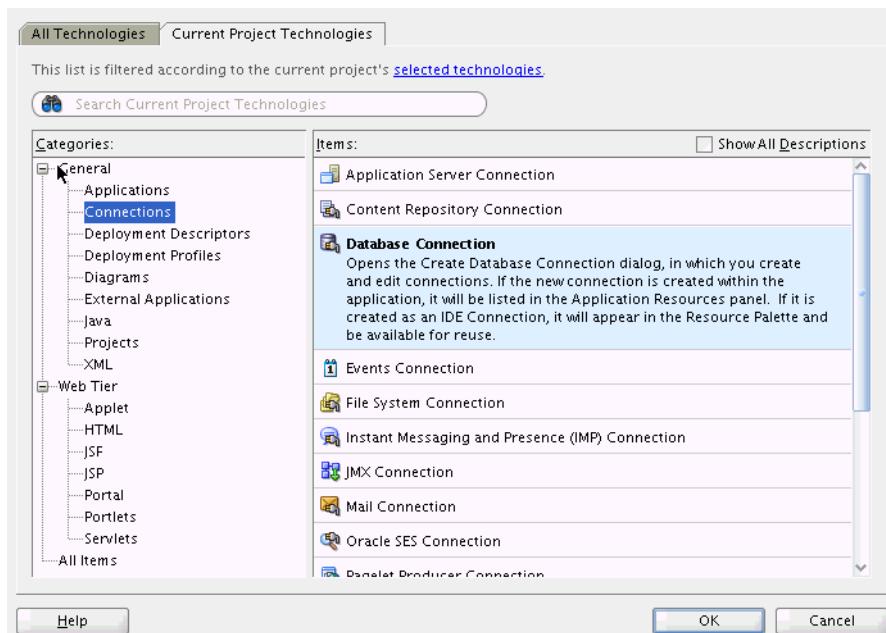 All Technologies
Current Project Technologies
This list is filtered according to the current project's selected technologies.
Search Current Project Technologies
Categories:
General
Applications
Connections
Deployment Descriptors
Deployment Profiles
Diagrams
External Applications
Java
Projects
XML
Web Tier
Applet
HTML
JSF
JSP
Portal
Portlets
Servlets
All Items
Items:
Show All Descriptions
Application Server Connection
Content Repository Connection
Database Connection
Opens the Create Database Connection dialog, in which you create
and edit connections. If the new connection is created within the
application, it will be listed in the Application Resources panel. If it is
created as an IDE Connection, it will appear in the Resource Palette and
be available for reuse.
Events Connection
File System Connection
Instant Messaging and Presence (IMP) Connection
JMX Connection
Mail Connection
Oracle SES Connection
Pagelet Producer Connection
Help
OK
Cancel